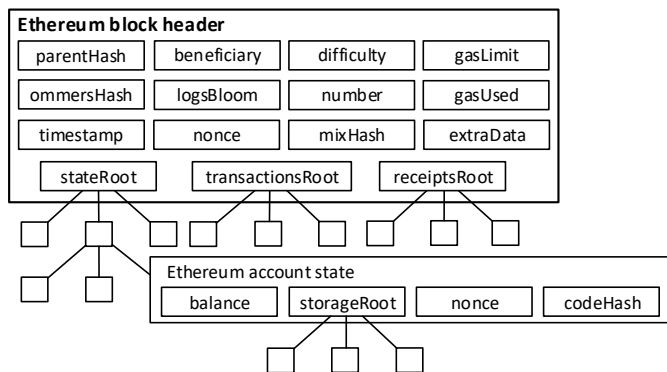 Ethereum block header
parentHash beneficiary difficulty gasLimit
ommersHash logsBloom number gasUsed
timestamp nonce mixHash extraData
stateRoot transactionsRoot receiptsRoot
Ethereum account state
balance storageRoot nonce codeHash